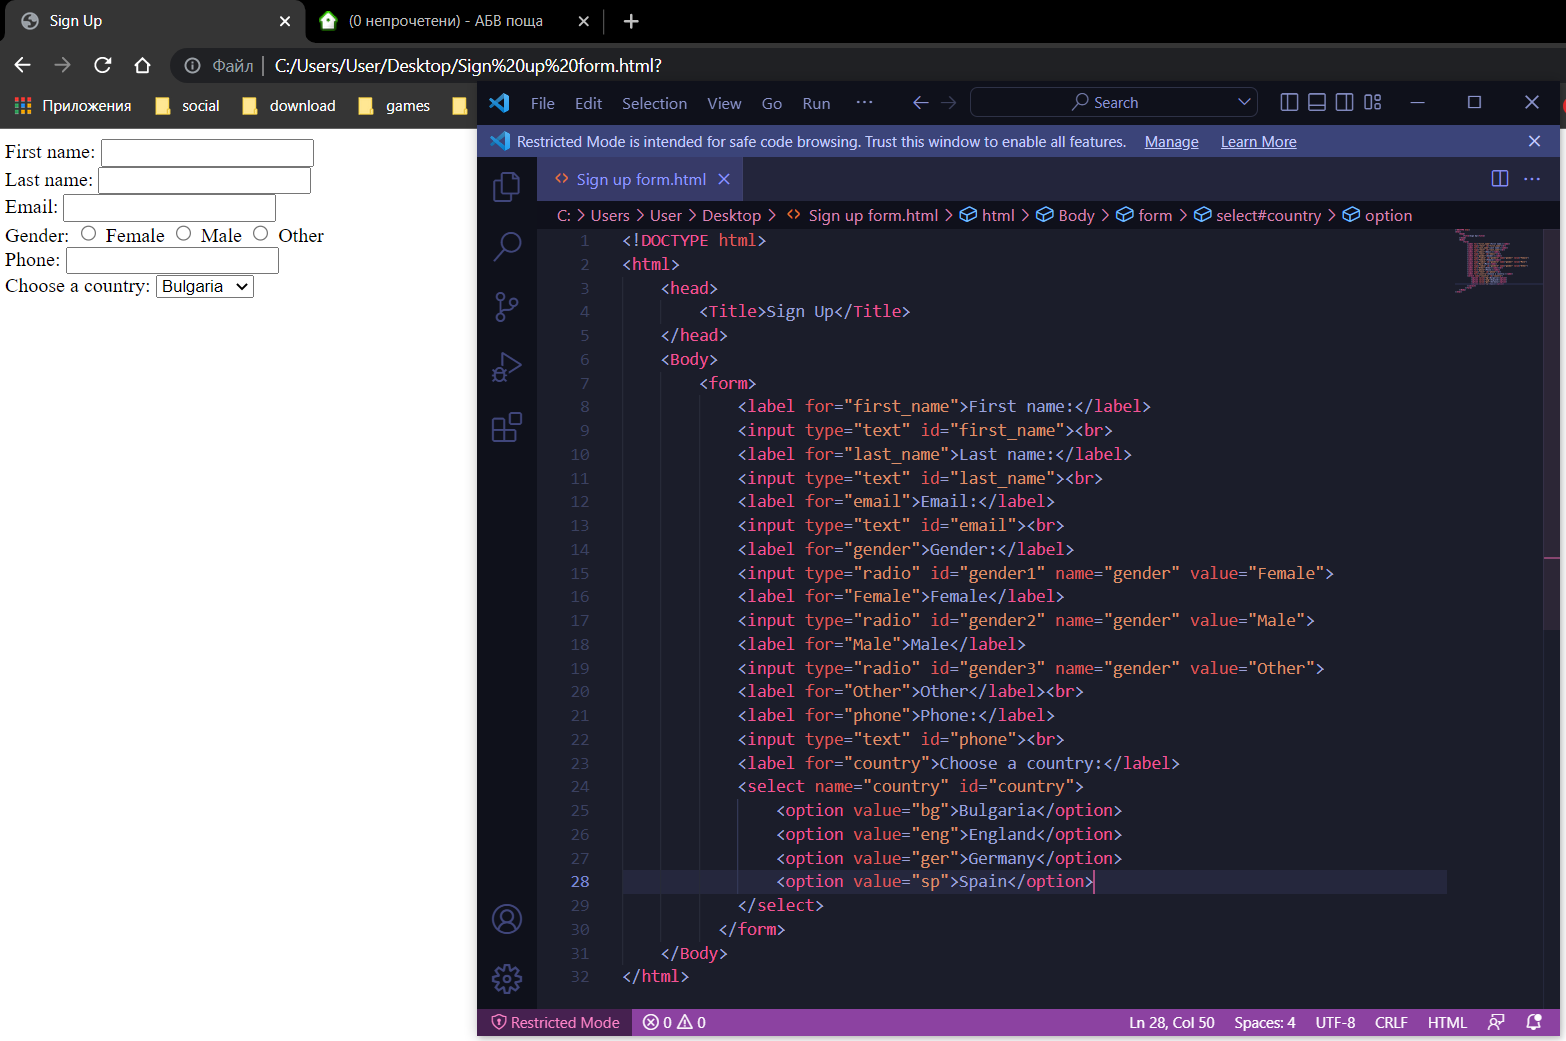 Sign Up
(0 непрочетени) - АБВ поща
Файл | C:/Users/User/Desktop/Sign%20up%20form.html?
Приложения social download games
First name:
Last name:
Email:
Gender: Female Male Other
Phone:
Choose a country: Bulgaria
File Edit Selection View Go Run ··· Search
Restricted Mode is intended for safe code browsing. Trust this window to enable all features. Manage Learn More
Sign up form.html
C: > Users > User > Desktop > Sign up form.html > html > Body > form > select#country > option
1 <!DOCTYPE html>
2 <html>
3 <head>
4 <Title>Sign Up</Title>
5 </head>
6 <Body>
7 <form>
8 <label for="first_name">First name:</label>
9 <input type="text" id="first_name"><br>
10 <label for="last_name">Last name:</label>
11 <input type="text" id="last_name"><br>
12 <label for="email">Email:</label>
13 <input type="text" id="email"><br>
14 <label for="gender">Gender:</label>
15 <input type="radio" id="gender1" name="gender" value="Female">
16 <label for="Female">Female</label>
17 <input type="radio" id="gender2" name="gender" value="Male">
18 <label for="Male">Male</label>
19 <input type="radio" id="gender3" name="gender" value="Other">
20 <label for="Other">Other</label><br>
21 <label for="phone">Phone:</label>
22 <input type="text" id="phone"><br>
23 <label for="country">Choose a country:</label>
24 <select name="country" id="country">
25 <option value="bg">Bulgaria</option>
26 <option value="eng">England</option>
27 <option value="ger">Germany</option>
28 <option value="sp">Spain</option>
29 </select>
30 </form>
31 </Body>
32 </html>
Restricted Mode 0 0 Ln 28, Col 50 Spaces: 4 UTF-8 CRLF HTML